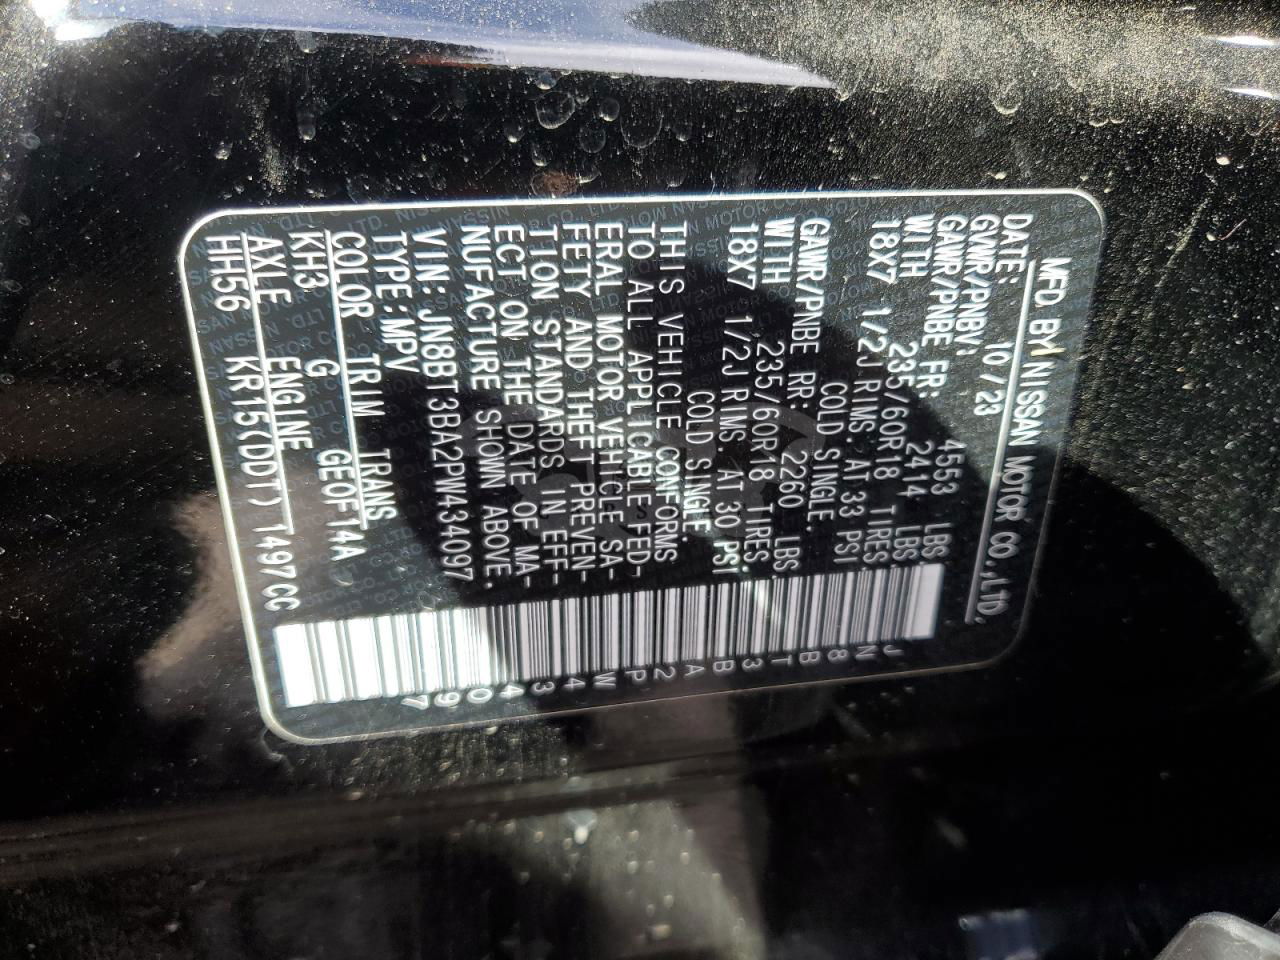 MFD BY NISSAN MOTOR CO.,LTD.
DATE: 10/23
GVWR/PNBV: 4553 LBS.
GAWR/PNBE FR: 2414 LBS.
WITH 235/60R18 TIRES.
18X7 1/2J RIMS. AT 33 PSI
COLD SINGLE
GAWR/PNBE RR: 2260 LBS.
WITH 235/60R18 TIRES.
18X7 1/2J RIMS. AT 30 PSI
COLD SINGLE.
THIS VEHICLE CONFORMS
TO ALL APPLICABLE FED-
ERAL MOTOR VEHICLE SA-
FETY AND THEFT PREVEN-
TION STANDARDS IN EFF-
ECT ON THE DATE OF MA-
NUFACTURE SHOWN ABOVE.
VIN: JN8BT3BA2PW434097
TYPE:MPV
COLOR TRIM TRANS
KH3 G GE0F14A
AXLE ENGINE
HH56 KR15(DDT) 1497CC
JN8BT3BA2PW434097